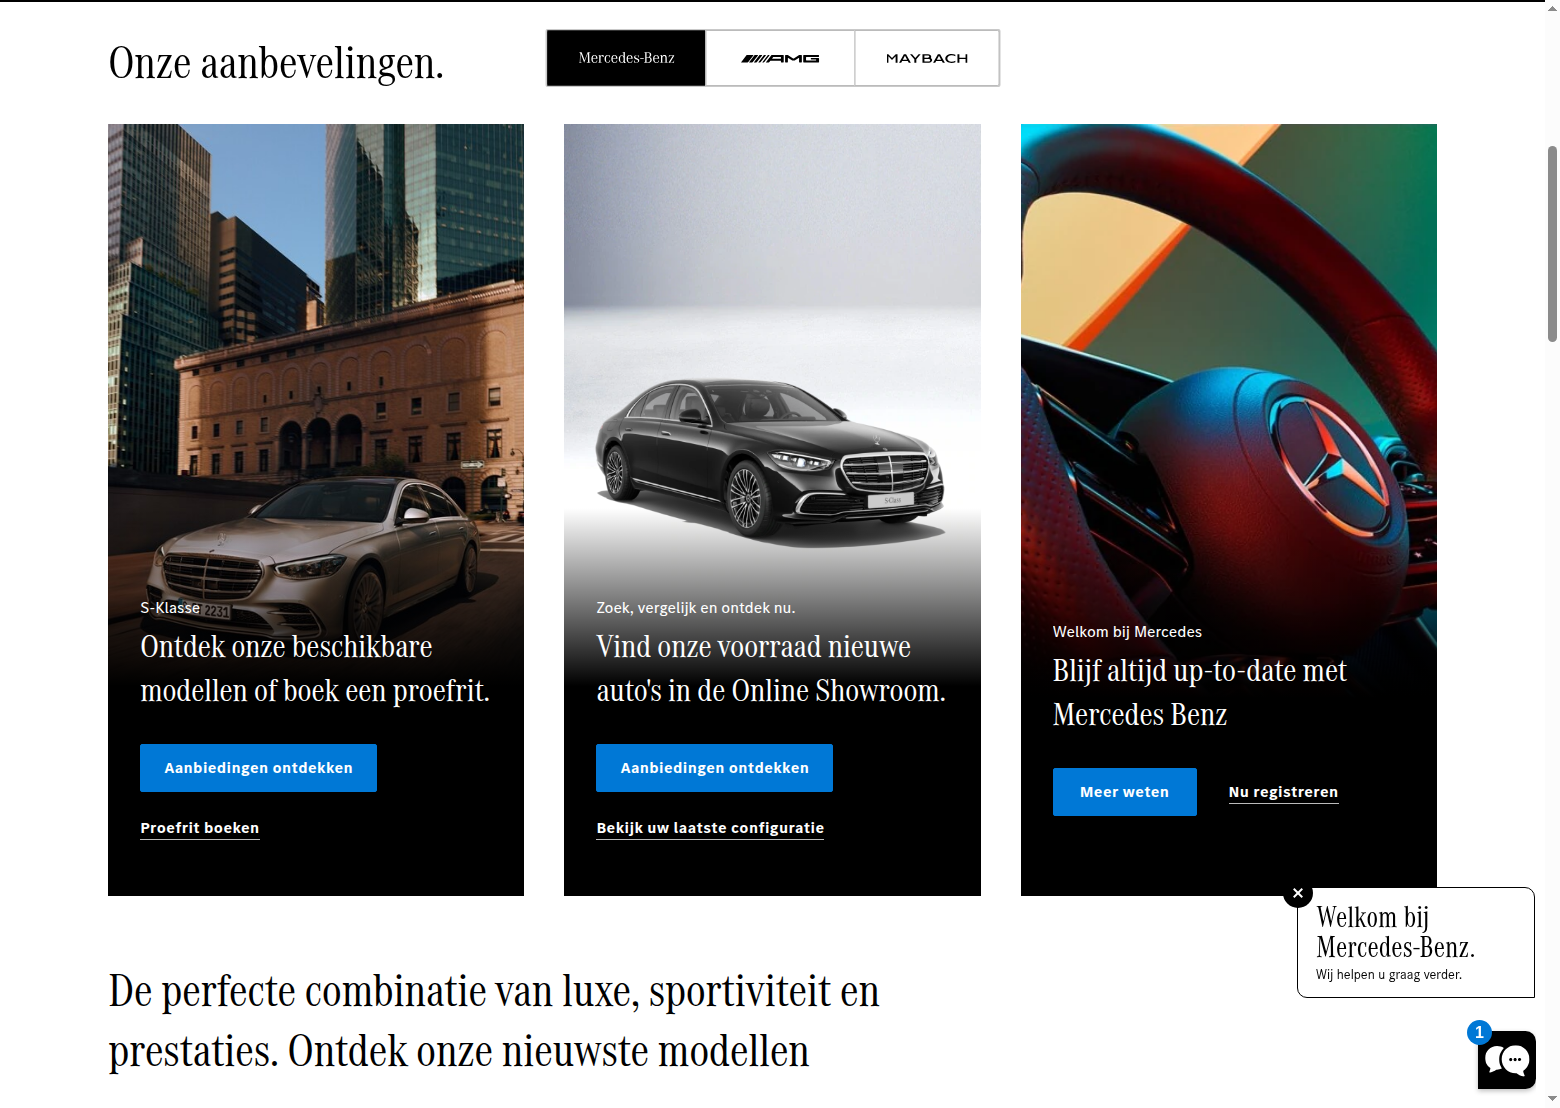 Onze aanbevelingen.
Mercedes-Benz
AMG
MAYBACH
S-Klasse
2231
Ontdek onze beschikbare
modellen of boek een proefrit.
Aanbiedingen ontdekken
Proefrit boeken
S-Class
Zoek, vergelijk en ontdek nu.
Vind onze voorraad nieuwe
auto's in de Online Showroom.
Aanbiedingen ontdekken
Bekijk uw laatste configuratie
Welkom bij Mercedes
Blijf altijd up-to-date met
Mercedes Benz
Meer weten
Nu registreren
De perfecte combinatie van luxe, sportiviteit en
prestaties. Ontdek onze nieuwste modellen
Welkom bij
Mercedes-Benz.
Wij helpen u graag verder.
1